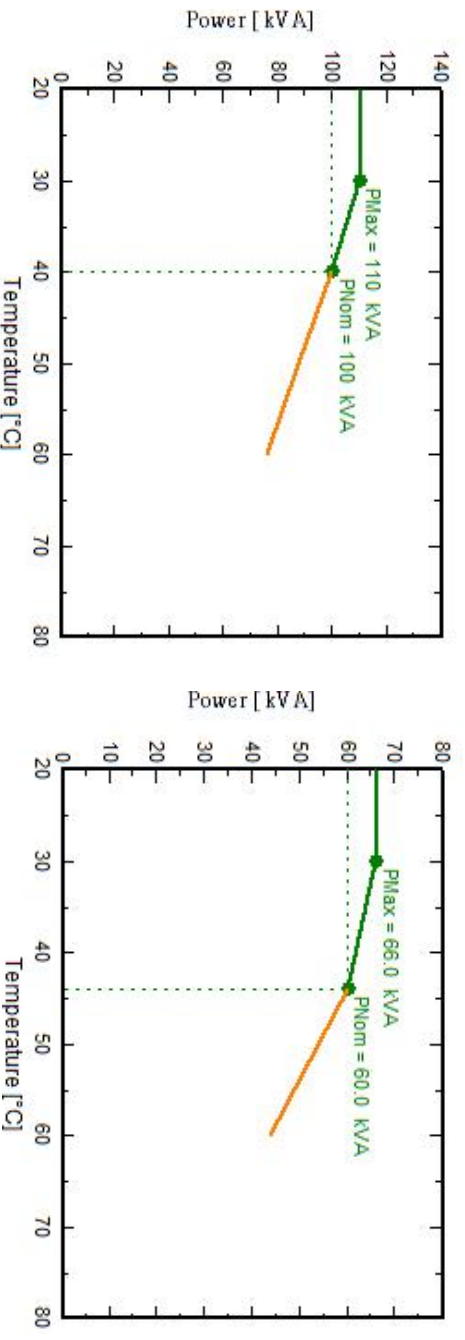 Power [ kVA]
140
120
100
80
60
40
20
0
PMax = 110 kVA
PNom = 100 kVA
20 30 40 50 60 70 80
Temperature [°C]
Power [ kVA]
80
70
60
50
40
30
20
10
0
PMax = 66.0 kVA
PNom = 60.0 kVA
20 30 40 50 60 70 80
Temperature [°C]